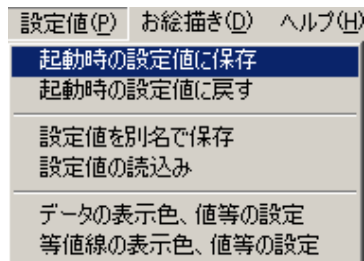 設定値(P) お絵描き(D) ヘルプ(H)
起動時の設定値に保存
起動時の設定値に戻す
設定値を別名で保存
設定値の読込み
データの表示色、値等の設定
等値線の表示色、値等の設定